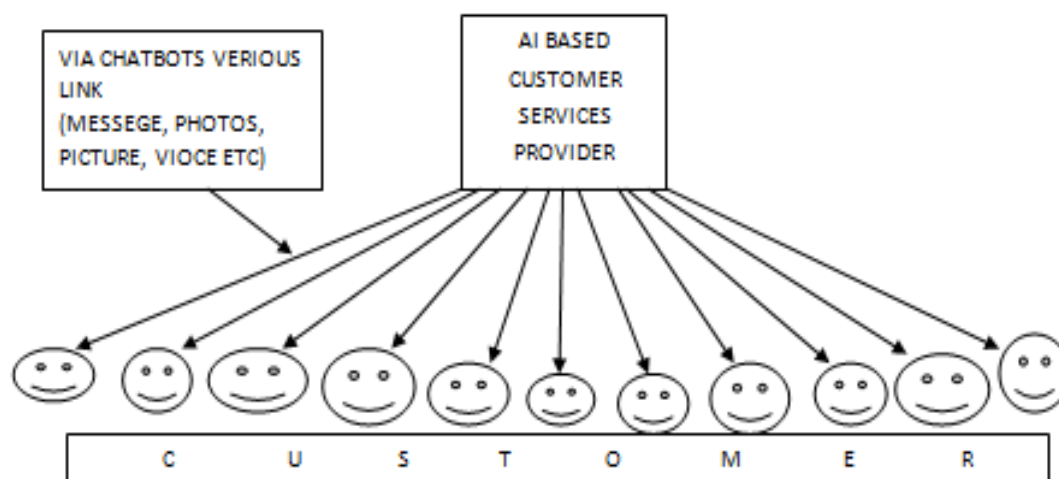 VIA CHATBOTS VERIOUS
LINK
(MESSEGE, PHOTOS,
PICTURE, VIOCE ETC)
AI BASED
CUSTOMER
SERVICES
PROVIDER
C U S T O M E R